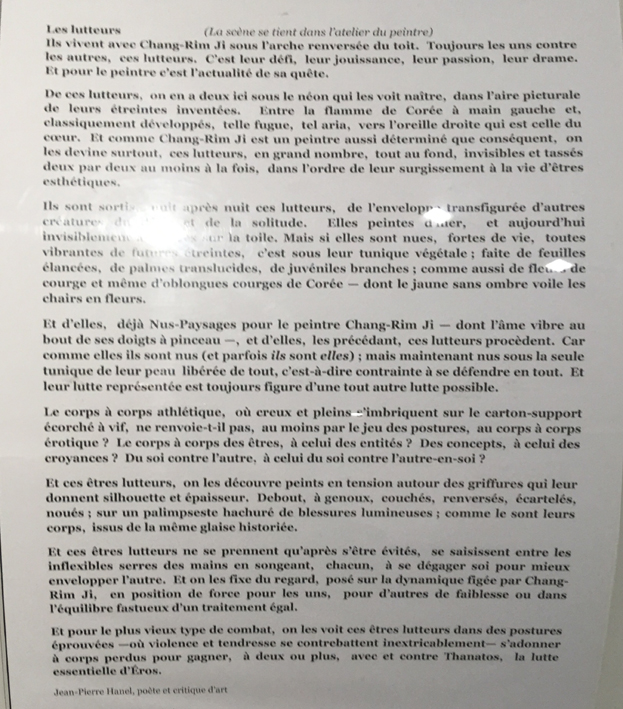 Les lutteurs (La scène se tient dans l'atelier du peintre)
Ils vivent avec Chang-Rim Ji sous l'arche renversée du toit. Toujours les uns contre
les autres, ces lutteurs. C'est leur défi, leur jouissance, leur passion, leur drame.
Et pour le peintre c'est l'actualité de sa quête.
De ces lutteurs, on en a deux ici sous le néon qui les voit naître, dans l'aire picturale
de leurs étreintes inventées. Entre la flamme de Corée à main gauche et,
classiquement développés, telle fugue, tel aria, vers l'oreille droite qui est celle du
cœur. Et comme Chang-Rim Ji est un peintre aussi déterminé que conséquent, on
les devine surtout, ces lutteurs, en grand nombre, tout au fond, invisibles et tassés
deux par deux au moins à la fois, dans l'ordre de leur surgissement à la vie d'êtres
esthétiques.
Ils sont sortis nuit après nuit ces lutteurs, de l'enveloppe transfigurée d'autres
créatures et de la solitude. Elles peintes et aujourd'hui
la toile. Mais si elles sont nues, fortes de vie, toutes
vibrantes de futures étreintes, c'est sous leur tunique végétale ; faite de feuilles
élancées, de palmes translucides, de juvéniles branches ; comme aussi de fleurs de
courge et même d'oblongues courges de Corée — dont le jaune sans ombre voile les
chairs en fleurs.
Et d'elles, déjà Nus-Paysages pour le peintre Chang-Rim Ji — dont l'âme vibre au
bout de ses doigts à pinceau —, et d'elles, les précédant, ces lutteurs procèdent. Car
comme elles ils sont nus (et parfois ils sont elles) ; mais maintenant nus sous la seule
tunique de leur peau libérée de tout, c'est-à-dire contrainte à se défendre en tout. Et
leur lutte représentée est toujours figure d'une tout autre lutte possible.
Le corps à corps athlétique, où creux et pleins s'imbriquent sur le carton-support
écorché à vif, ne renvoie-t-il pas, au moins par le jeu des postures, au corps à corps
érotique ? Le corps à corps des êtres, à celui des entités ? Des concepts, à celui des
croyances ? Du soi contre l'autre, à celui du soi contre l'autre-en-soi ?
Et ces êtres lutteurs, on les découvre peints en tension autour des griffures qui leur
donnent silhouette et épaisseur. Debout, à genoux, couchés, renversés, écartelés,
noués ; sur un palimpseste hachuré de blessures lumineuses ; comme le sont leurs
corps, issus de la même glaise historiée.
Et ces êtres lutteurs ne se prennent qu'après s'être évités, se saisissent entre les
inflexibles serres des mains en songeant, chacun, à se dégager soi pour mieux
envelopper l'autre. Et on les fixe du regard, posé sur la dynamique figée par Chang-
Rim Ji, en position de force pour les uns, pour d'autres de faiblesse ou dans
l'équilibre fastueux d'un traitement égal.
Et pour le plus vieux type de combat, on les voit ces êtres lutteurs dans des postures
éprouvées —où violence et tendresse se contrebattent inextricablement— s'adonner
à corps perdus pour gagner, à deux ou plus, avec et contre Thanatos, la lutte
essentielle d'Éros.
Jean-Pierre Hanel, poète et critique d'art